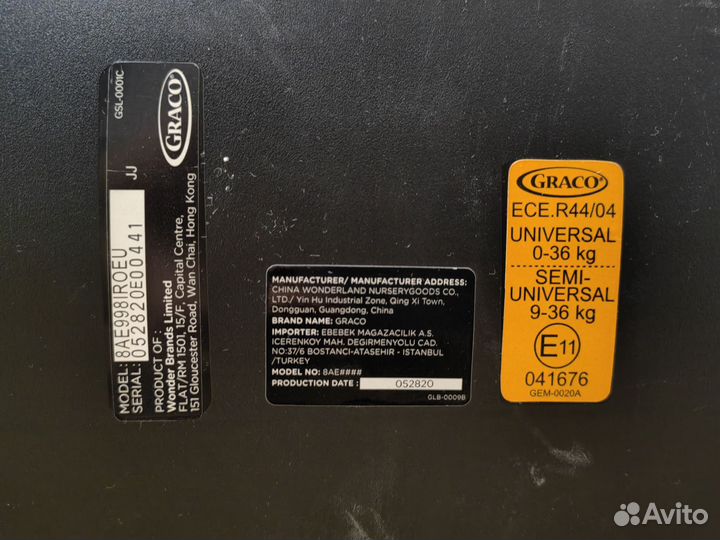 GSL-0001C
GRACO
JJ
MODEL: 8AE998IROEU
SERIAL: 052820E00441
PRODUCT OF :
Wonder Brands Limited
FLAT/RM 1501 15/F Capital Centre,
151 Gloucester Road, Wan Chai, Hong Kong
MANUFACTURER/ MANUFACTURER ADDRESS:
CHINA WONDERLAND NURSERYGOODS CO.,
LTD./ Yin Hu Industrial Zone, Qing Xi Town,
Dongguan, Guangdong, China
BRAND NAME: GRACO
IMPORTER: EBEBEK MAGAZACILIK A.S.
ICERENKOY MAH. DEGIRMENYOLU CAD.
NO:37/6 BOSTANCI-ATASEHIR - ISTANBUL
/TURKEY
MODEL NO: 8AE####
PRODUCTION DATE : 052820
GLB-0009B
GRACO
ECE.R44/04
UNIVERSAL
0-36 kg
SEMI-
UNIVERSAL
9-36 kg
E11
041676
GEM-0020A
Avito